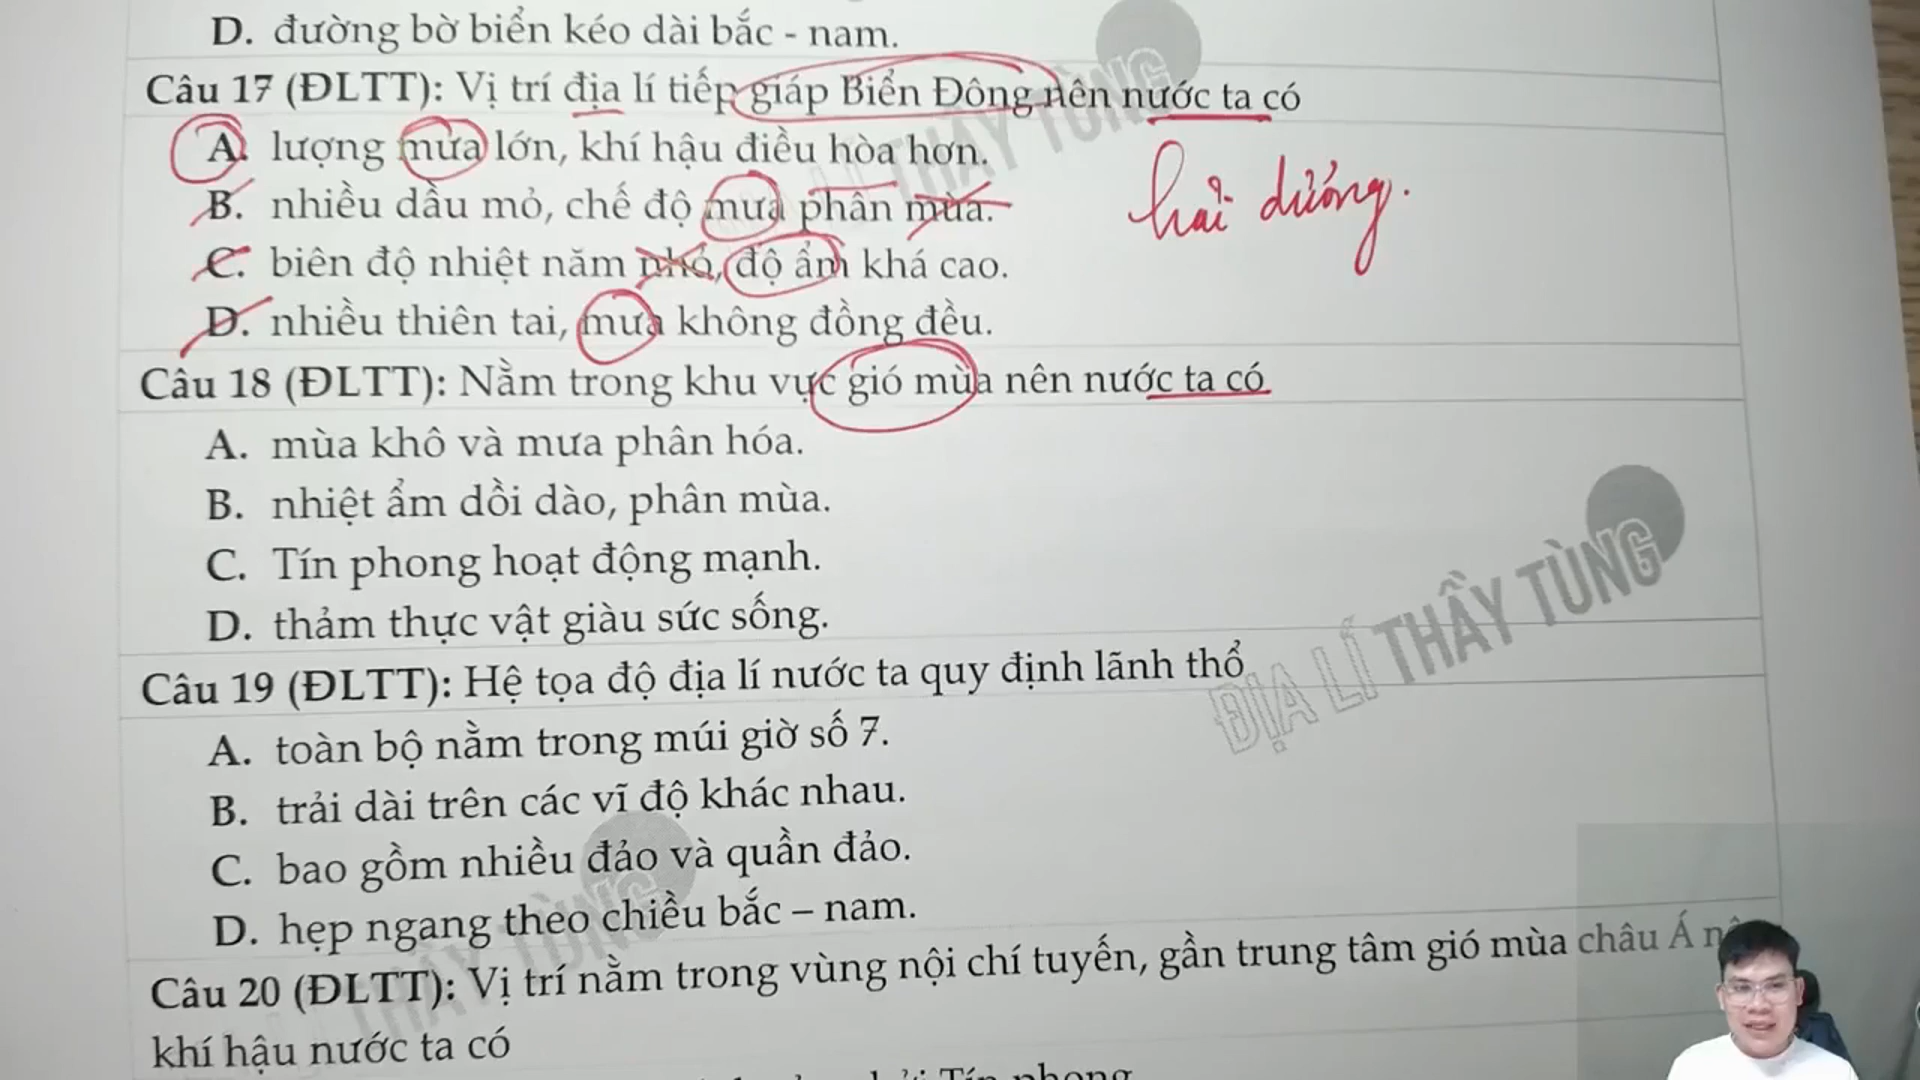 D. đường bờ biển kéo dài bắc - nam.
Câu 17 (ĐLTT): Vị trí địa lí tiếp giáp Biển Đông nên nước ta có
A. lượng mưa lớn, khí hậu điều hòa hơn.
B. nhiều dầu mỏ, chế độ mưa phân mùa.
C. biên độ nhiệt năm nhỏ, độ ẩm khá cao.
D. nhiều thiên tai, mưa không đồng đều.
hải dương.
Câu 18 (ĐLTT): Nằm trong khu vực gió mùa nên nước ta có
A. mùa khô và mưa phân hóa.
B. nhiệt ẩm dồi dào, phân mùa.
C. Tín phong hoạt động mạnh.
D. thảm thực vật giàu sức sống.
ĐỊA LÍ THẦY TÙNG
Câu 19 (ĐLTT): Hệ tọa độ địa lí nước ta quy định lãnh thổ
A. toàn bộ nằm trong múi giờ số 7.
B. trải dài trên các vĩ độ khác nhau.
C. bao gồm nhiều đảo và quần đảo.
D. hẹp ngang theo chiều bắc – nam.
Câu 20 (ĐLTT): Vị trí nằm trong vùng nội chí tuyến, gần trung tâm gió mùa châu Á
khí hậu nước ta có
Tín phong